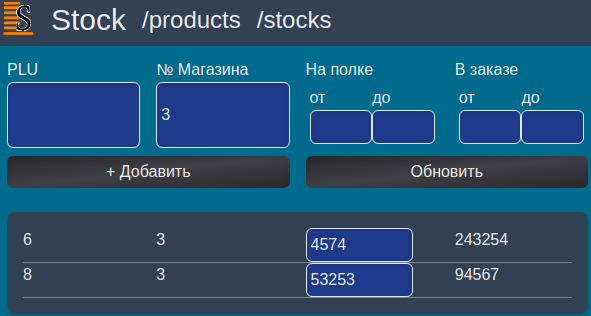 S Stock /products /stocks
PLU № Магазина На полке В заказе
от до от до
3
+ Добавить Обновить
6 3 4574 243254
8 3 53253 94567